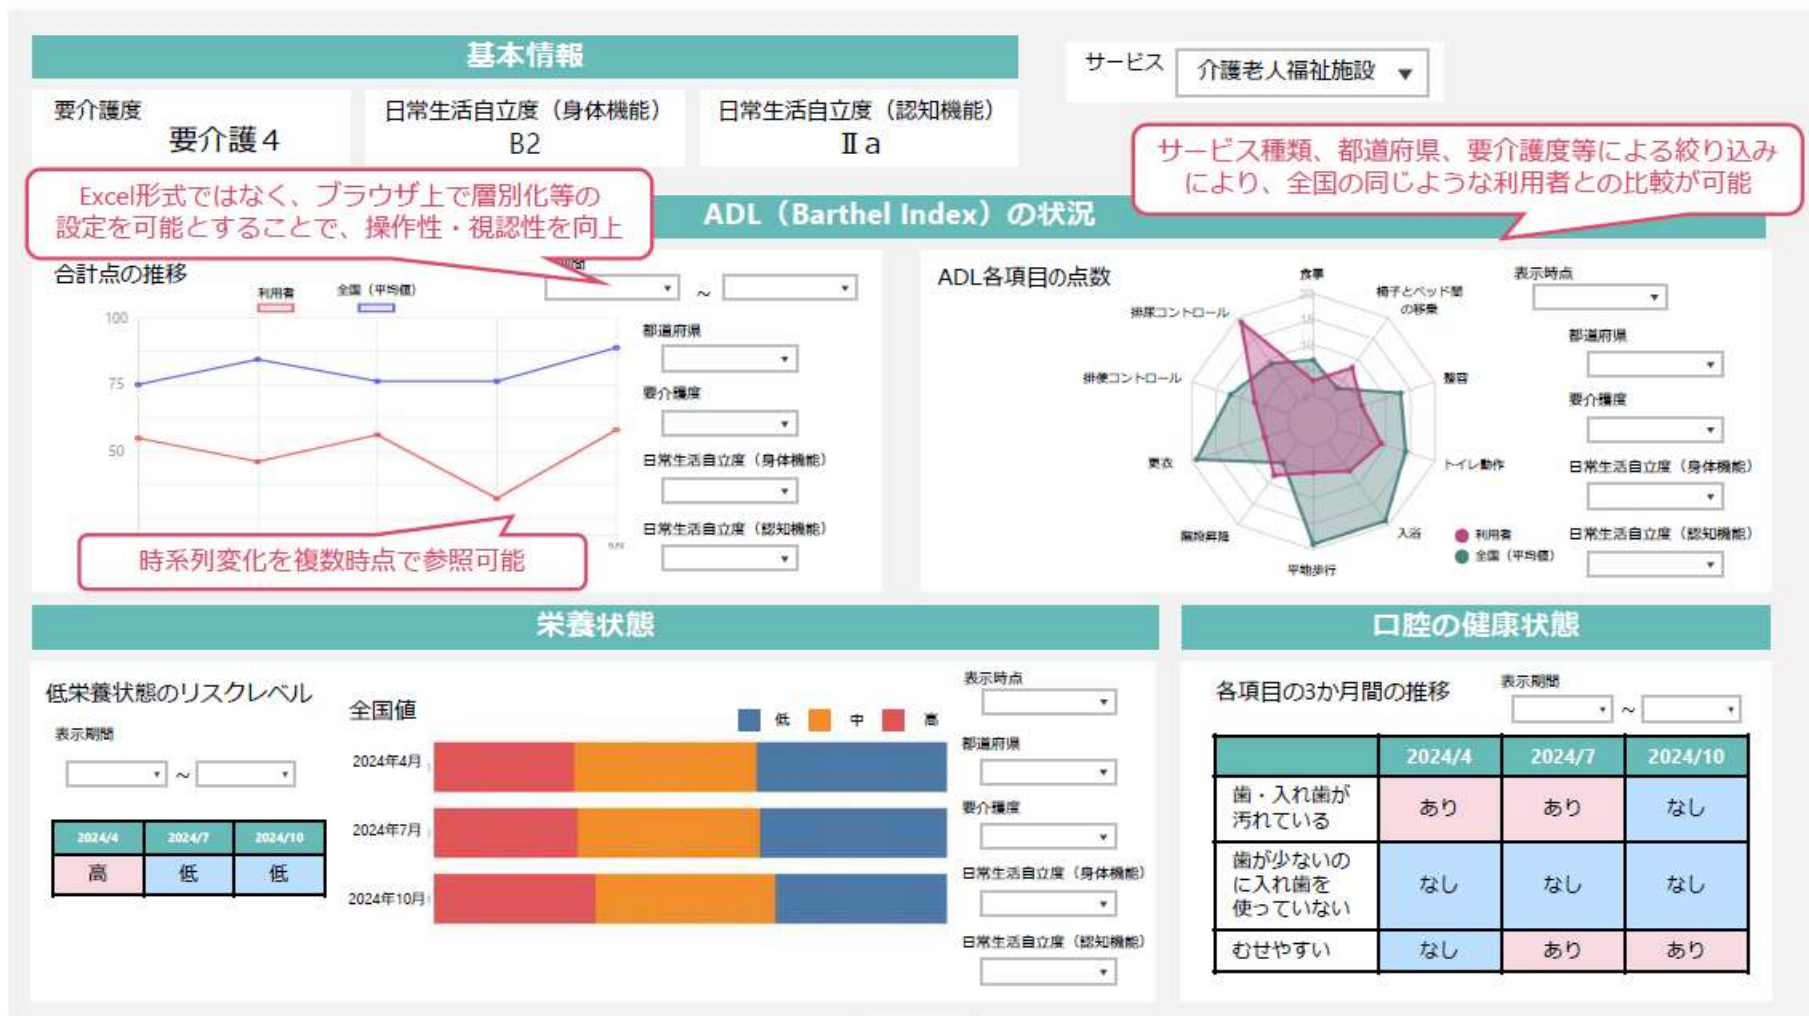 基本情報
サービス
介護老人福祉施設
要介護度
要介護4
日常生活自立度（身体機能）
B2
日常生活自立度（認知機能）
Ⅱa
Excel形式ではなく、ブラウザ上で層別化等の
設定を可能とすることで、操作性・視認性を向上
サービス種類、都道府県、要介護度等による絞り込み
により、全国の同じような利用者との比較が可能
ADL（Barthel Index）の状況
合計点の推移
利用者
全国（平均値）
～
100
75
50
都道府県
要介護度
日常生活自立度（身体機能）
日常生活自立度（認知機能）
時系列変化を複数時点で参照可能
ADL各項目の点数
食事
椅子とベッド間
の移乗
整容
トイレ動作
入浴
平地歩行
階段昇降
更衣
排便コントロール
排尿コントロール
利用者
全国（平均値）
表示時点
都道府県
要介護度
日常生活自立度（身体機能）
日常生活自立度（認知機能）
栄養状態
低栄養状態のリスクレベル
表示期間
～
2024/4 2024/7 2024/10
高 低 低
全国値
低 中 高
2024年4月
2024年7月
2024年10月
表示時点
都道府県
要介護度
日常生活自立度（身体機能）
日常生活自立度（認知機能）
口腔の健康状態
各項目の3か月間の推移
表示期間
～
2024/4 2024/7 2024/10
歯・入れ歯が
汚れている
あり あり なし
歯が少ないの
に入れ歯を
使っていない
なし なし なし
むせやすい
なし あり あり